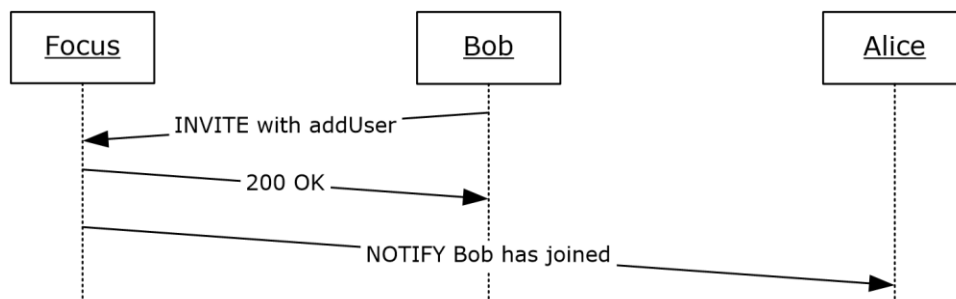 Focus
Bob
Alice
INVITE with addUser
200 OK
NOTIFY Bob has joined